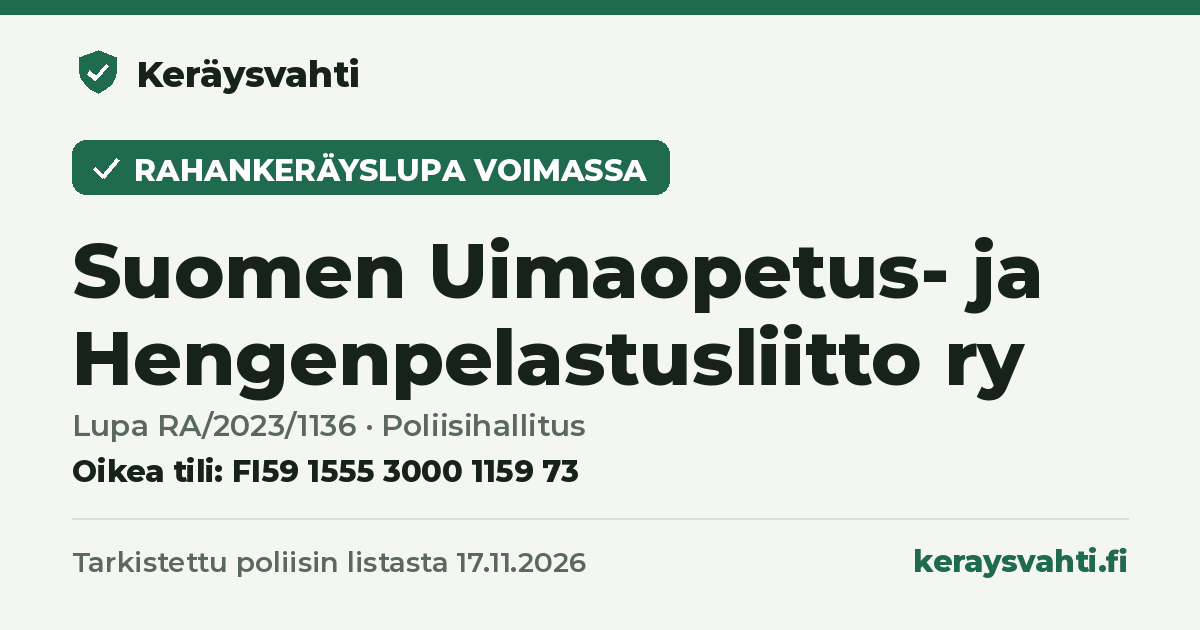 Keräysvahti
RAHANKERÄYSLUPA VOIMASSA
Suomen Uimaopetus- ja
Hengenpelastusliitto ry
Lupa RA/2023/1136 · Poliisihallitus
Oikea tili: FI59 1555 3000 1159 73
Tarkistettu poliisin listasta 17.11.2026
keraysvahti.fi